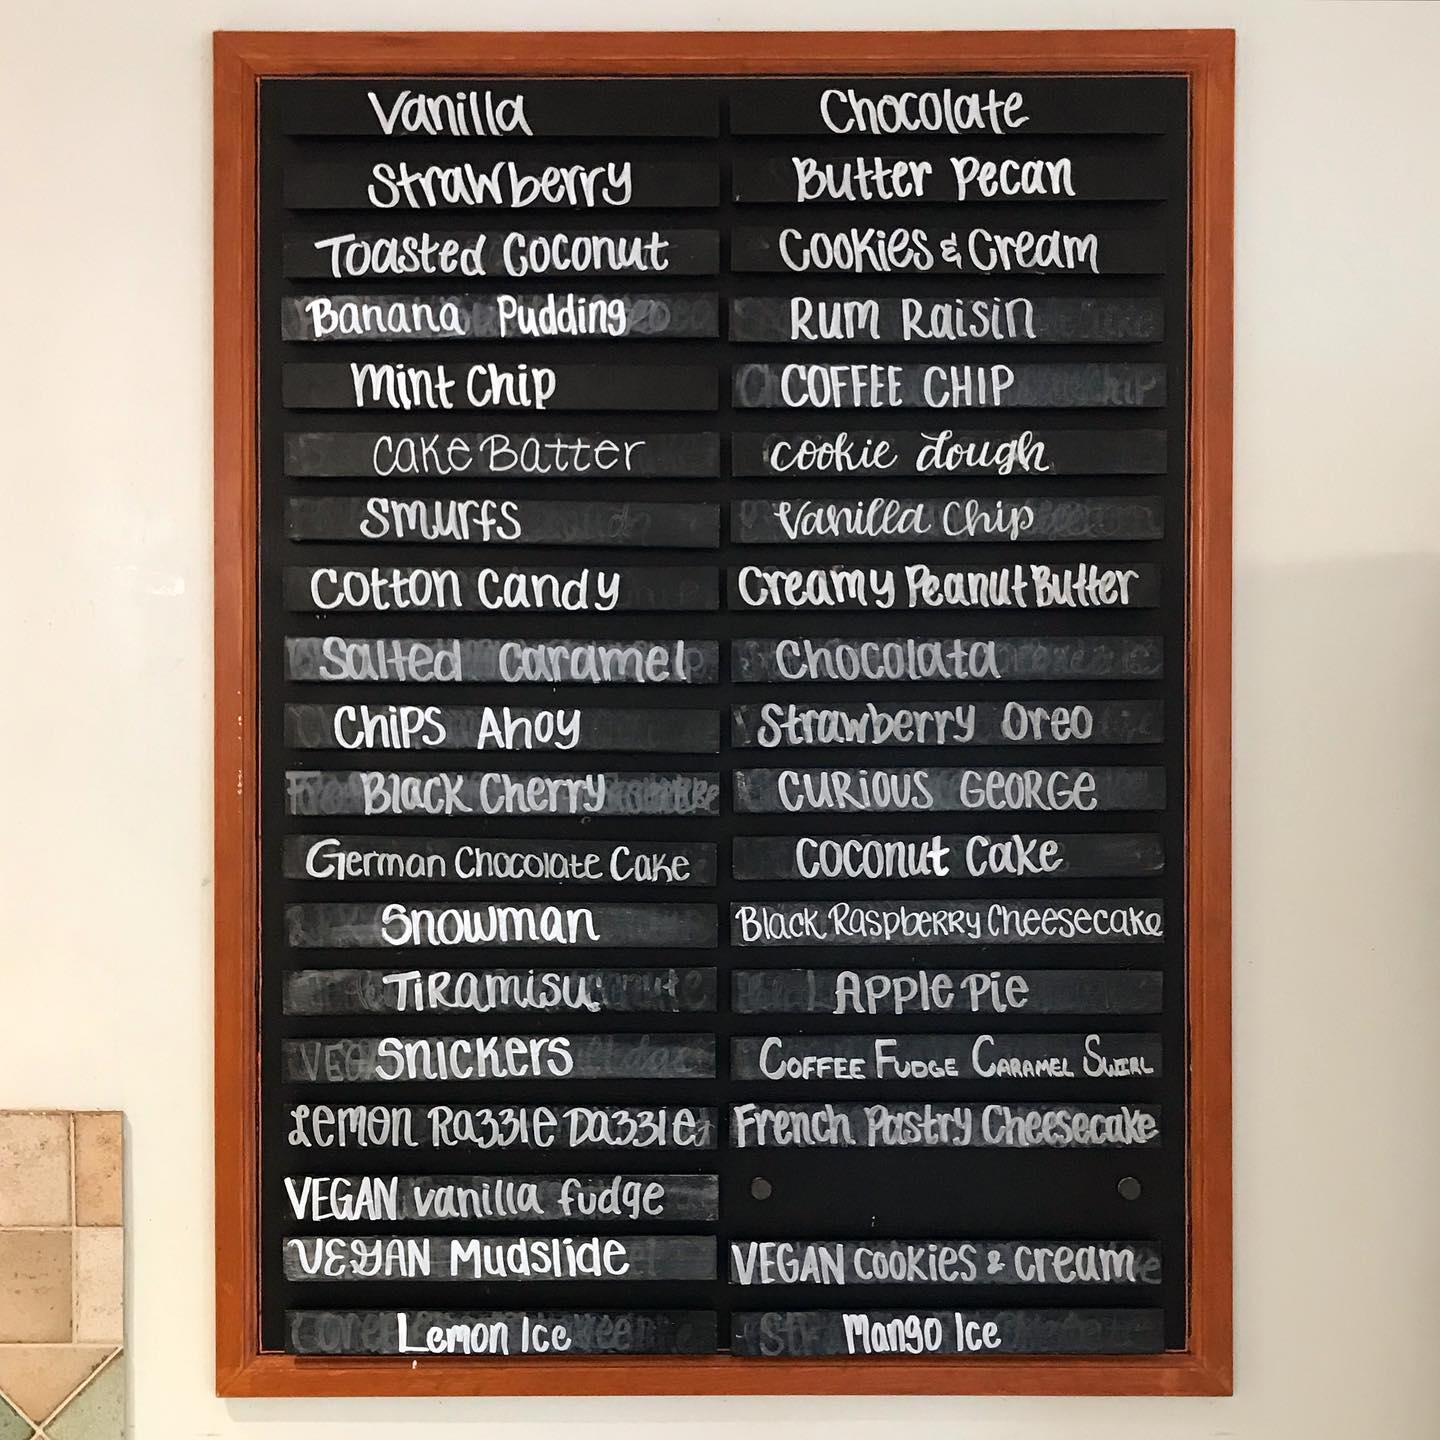 Vanilla
Chocolate
Strawberry
Butter Pecan
Toasted Coconut
Cookies & Cream
Banana Pudding
Rum Raisin
Mint Chip
COFFEE CHIP
Cake Batter
cookie dough
Smurfs
Vanilla Chip
Cotton Candy
Creamy Peanut Butter
Salted Caramel
Chocolata
Chips Ahoy
Strawberry Oreo
Black Cherry
CURIOUS GEORGE
German Chocolate Cake
Coconut Cake
Snowman
Black Raspberry Cheesecake
TIRAMISU
Apple Pie
SNICKERS
COFFEE FUDGE CARAMEL SWIRL
Lemon Razzle Dazzle
French Pastry Cheesecake
VEGAN vanilla fudge
VEGAN Mudslide
VEGAN cookies & cream
Lemon Ice
Mango Ice